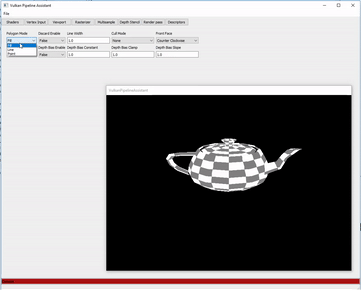 Vulkan Pipeline Assistant
File
Shaders Vertex Input Viewport Rasterizer Multisample Depth Stencil Render pass Descriptors
Polygon Mode Discard Enable Line Width Cull Mode Front Face
Fill False 1.0 None Counter Clockwise
Fill Depth Bias Enable Depth Bias Constant Depth Bias Clamp Depth Bias Slope
Line
Point False 1.0 1.0 1.0
VulkanPipelineAssistant